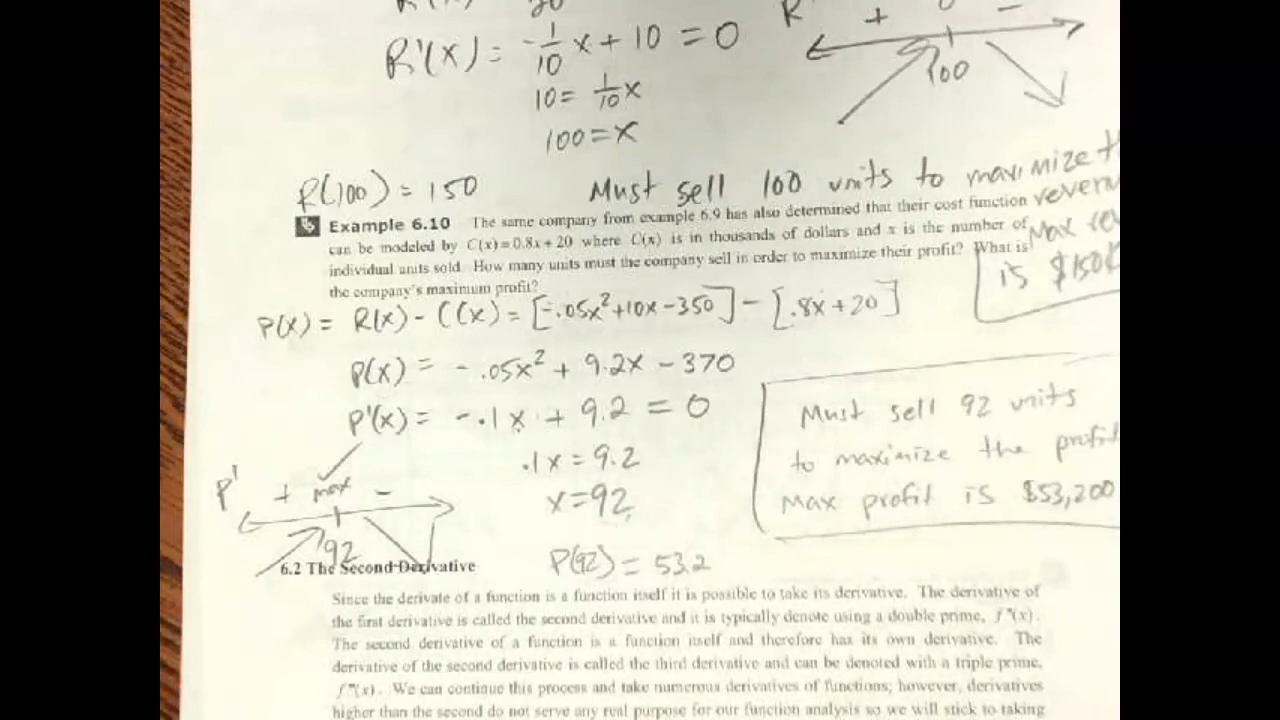 20
R'(x) = -1/10 x + 10 = 0
R' + 0 -
10 = 1/10 x
100
100 = x
R(100) = 150 Must sell 100 units to maximize
Example 6.10 The same company from example 6.9 has also determined that their cost function
can be modeled by C(x)=0.8x+20 where C(x) is in thousands of dollars and x is the number of
Max
individual units sold. How many units must the company sell in order to maximize their profit? What is
is $150
the company's maximum profit?
P(x) = R(x) - C(x) = [-.05x²+10x-350] - [.8x+20]
P(x) = -.05x² + 9.2x - 370
P'(x) = -.1x + 9.2 = 0
Must sell 92 units
.1x = 9.2
to maximize the profit
P' + max -
x = 92
Max profit is $53,200
92
P(92) = 53.2
6.2 The Second Derivative
Since the derivate of a function is a function itself it is possible to take its derivative. The derivative of
the first derivative is called the second derivative and it is typically denote using a double prime, f"(x).
The second derivative of a function is a function itself and therefore has its own derivative. The
derivative of the second derivative is called the third derivative and can be denoted with a triple prime,
f'''(x). We can continue this process and take numerous derivatives of functions; however, derivatives
higher than the second do not serve any real purpose for our function analysis so we will stick to taking